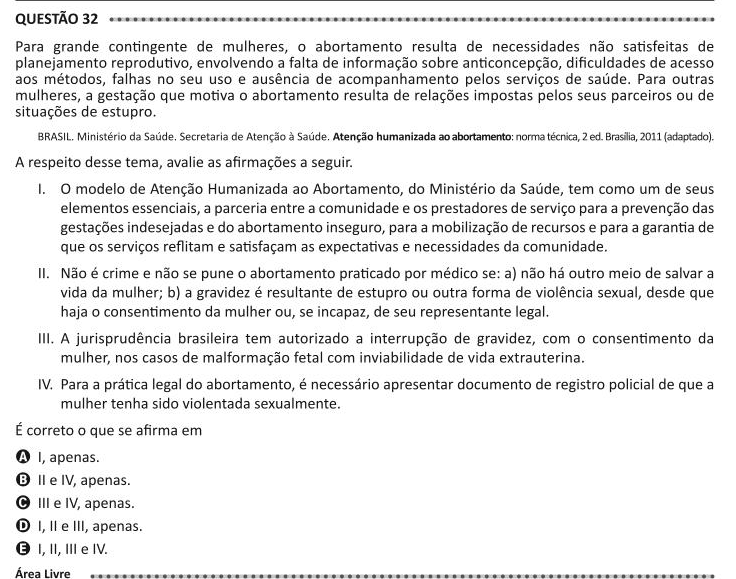 QUESTÃO 32
Para grande contingente de mulheres, o abortamento resulta de necessidades não satisfeitas de
planejamento reprodutivo, envolvendo a falta de informação sobre anticoncepção, dificuldades de acesso
aos métodos, falhas no seu uso e ausência de acompanhamento pelos serviços de saúde. Para outras
mulheres, a gestação que motiva o abortamento resulta de relações impostas pelos seus parceiros ou de
situações de estupro.
BRASIL. Ministério da Saúde. Secretaria de Atenção à Saúde. Atenção humanizada ao abortamento: norma técnica, 2 ed. Brasília, 2011 (adaptado).
A respeito desse tema, avalie as afirmações a seguir.
I. O modelo de Atenção Humanizada ao Abortamento, do Ministério da Saúde, tem como um de seus
elementos essenciais, a parceria entre a comunidade e os prestadores de serviço para a prevenção das
gestações indesejadas e do abortamento inseguro, para a mobilização de recursos e para a garantia de
que os serviços reflitam e satisfaçam as expectativas e necessidades da comunidade.
II. Não é crime e não se pune o abortamento praticado por médico se: a) não há outro meio de salvar a
vida da mulher; b) a gravidez é resultante de estupro ou outra forma de violência sexual, desde que
haja o consentimento da mulher ou, se incapaz, de seu representante legal.
III. A jurisprudência brasileira tem autorizado a interrupção de gravidez, com o consentimento da
mulher, nos casos de malformação fetal com inviabilidade de vida extrauterina.
IV. Para a prática legal do abortamento, é necessário apresentar documento de registro policial de que a
mulher tenha sido violentada sexualmente.
É correto o que se afirma em
A I, apenas.
B II e IV, apenas.
C III e IV, apenas.
D I, II e III, apenas.
E I, II, III e IV.
Área Livre